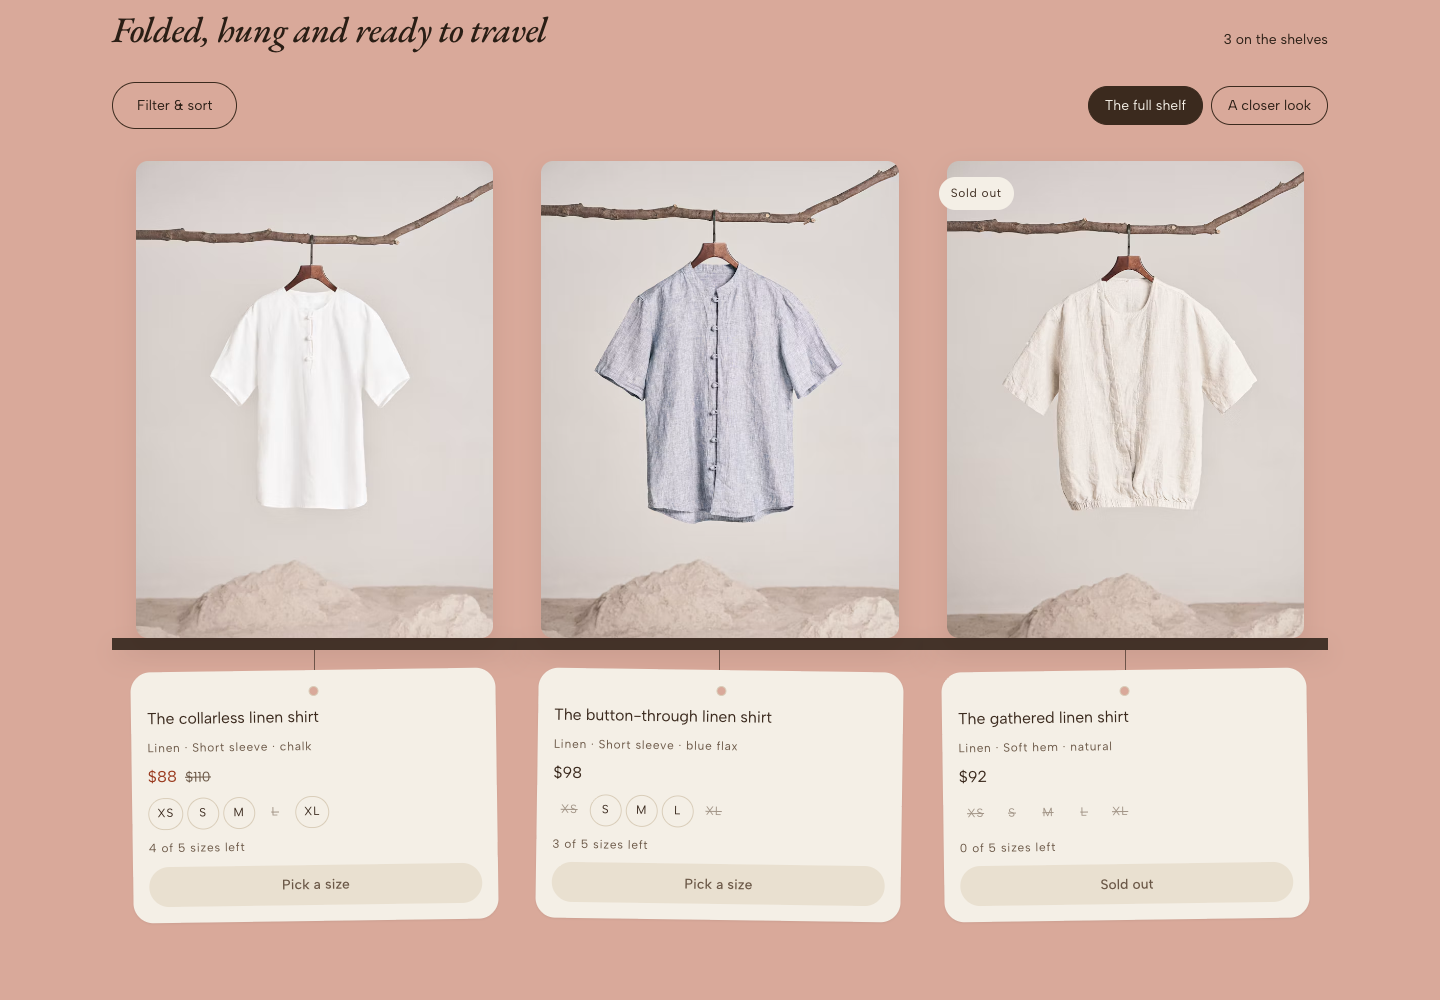 Folded, hung and ready to travel
3 on the shelves
Filter & sort
The full shelf
A closer look
Sold out
The collarless linen shirt
Linen · Short sleeve · chalk
$88 $110
XS S M L XL
4 of 5 sizes left
Pick a size
The button-through linen shirt
Linen · Short sleeve · blue flax
$98
XS S M L XL
3 of 5 sizes left
Pick a size
The gathered linen shirt
Linen · Soft hem · natural
$92
XS S M L XL
0 of 5 sizes left
Sold out